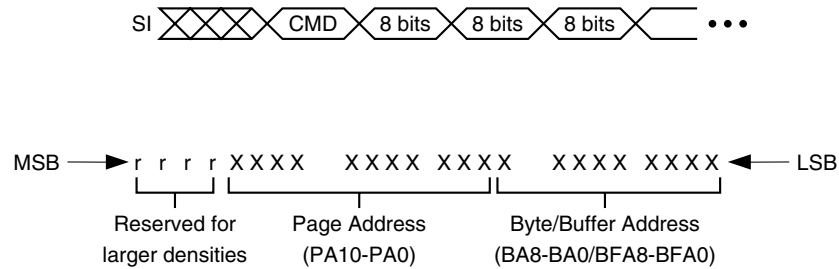 SI CMD 8 bits 8 bits 8 bits •••
MSB r r r r X X X X X X X X X X X X X X X X X X X X LSB
Reserved for Page Address Byte/Buffer Address
larger densities (PA10-PA0) (BA8-BA0/BFA8-BFA0)